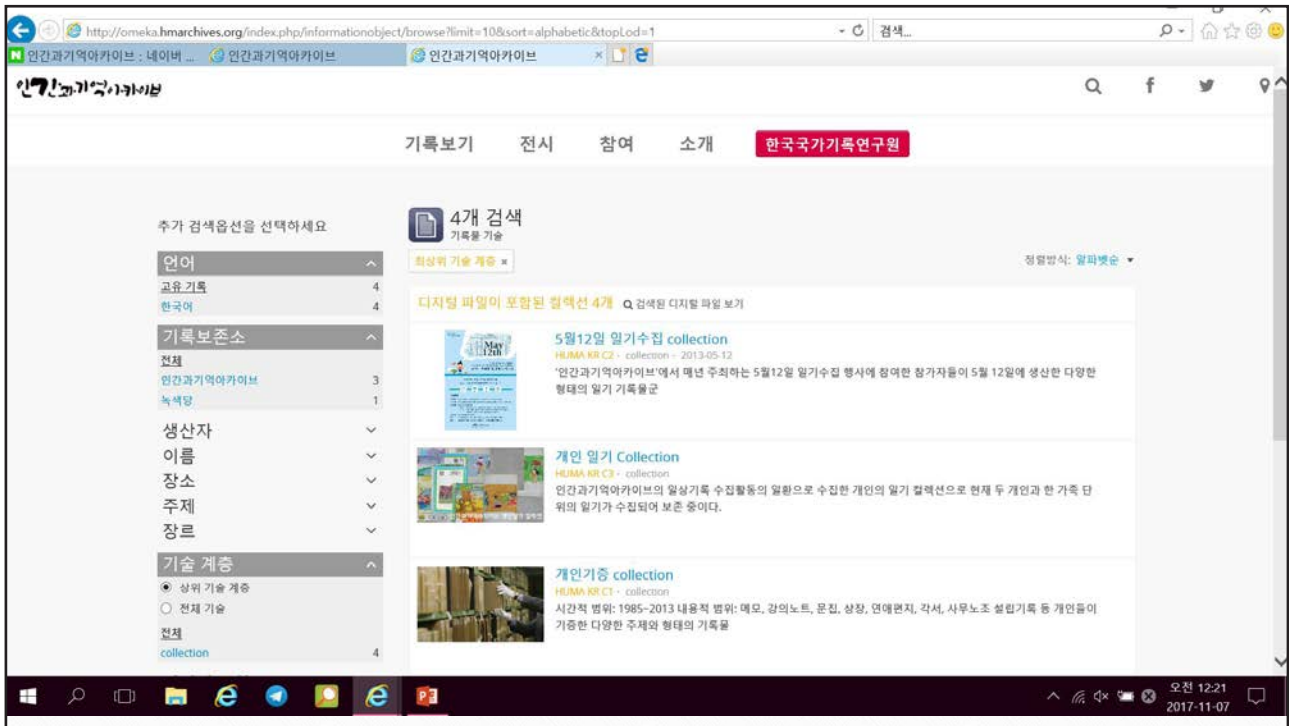 http://omeka.hmarchives.org/index.php/informationobject/browse?limit=10&sort=alphabetic&topLod=1
검색...
인간과기억아카이브 : 네이버 ...
인간과기억아카이브
인간과기억아카이브
인간과기억아카이브
기록보기 전시 참여 소개 한국국가기록연구원
추가 검색옵션을 선택하세요
언어
고유 기록 4
한국어 4
기록보존소
전체
인간과기억아카이브 3
녹색당 1
생산자
이름
장소
주제
장르
기술 계층
상위 기술 계층
전체 기술
전체
collection 4
4개 검색
기록물 기술
최상위 기술 계층 ×
정렬방식: 알파벳순
디지털 파일이 포함된 컬렉션 4개 검색된 디지털 파일 보기
May
12th
5월12일 일기수집 collection
HUMA KR C2 - collection - 2013-05-12
'인간과기억아카이브'에서 매년 주최하는 5월12일 일기수집 행사에 참여한 참가자들이 5월 12일에 생산한 다양한
형태의 일기 기록물군
개인 일기 Collection
HUMA KR C3 - collection
인간과기억아카이브의 일상기록 수집활동의 일환으로 수집한 개인의 일기 컬렉션으로 현재 두 개인과 한 가족 단
위의 일기가 수집되어 보존 중이다.
개인기증 collection
HUMA KR C1 - collection
시간적 범위: 1985~2013 내용적 범위: 메모, 강의노트, 문집, 상장, 연애편지, 각서, 사무노조 설립기록 등 개인들이
기증한 다양한 주제와 형태의 기록물
오전 12:21
2017-11-07